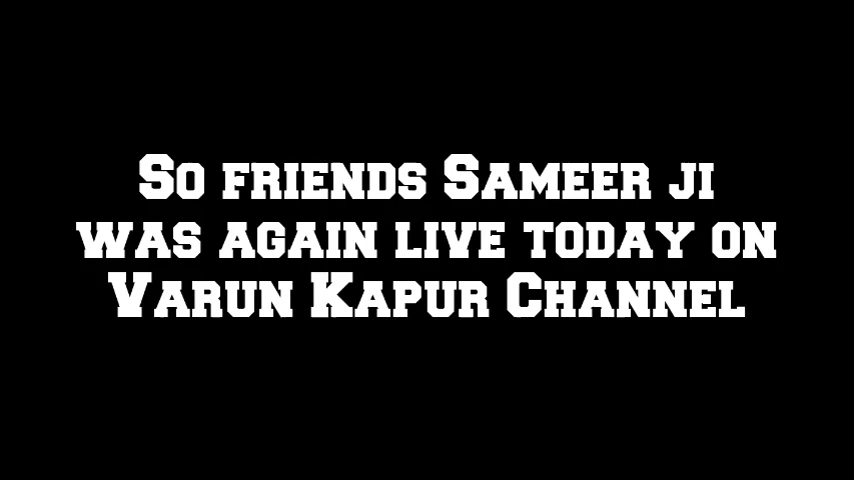 So friends Sameer ji
was again live today on
Varun Kapur Channel